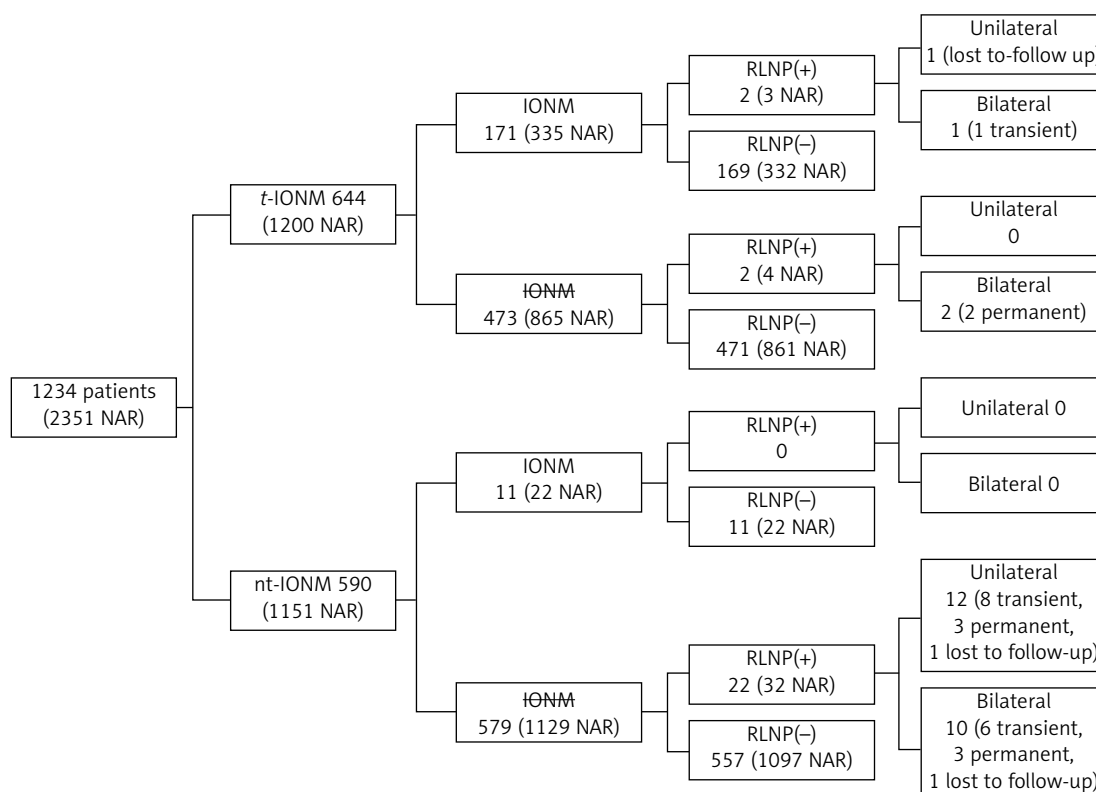 1234 patients
(2351 NAR)
t-IONM 644
(1200 NAR)
nt-IONM 590
(1151 NAR)
IONM
171 (335 NAR)
IONM
473 (865 NAR)
IONM
11 (22 NAR)
IONM
579 (1129 NAR)
RLNP(+)
2 (3 NAR)
RLNP(–)
169 (332 NAR)
RLNP(+)
2 (4 NAR)
RLNP(–)
471 (861 NAR)
RLNP(+)
0
RLNP(–)
11 (22 NAR)
RLNP(+)
22 (32 NAR)
RLNP(–)
557 (1097 NAR)
Unilateral
1 (lost to-follow up)
Bilateral
1 (1 transient)
Unilateral
0
Bilateral
2 (2 permanent)
Unilateral 0
Bilateral 0
Unilateral
12 (8 transient,
3 permanent,
1 lost to follow-up)
Bilateral
10 (6 transient,
3 permanent,
1 lost to follow-up)